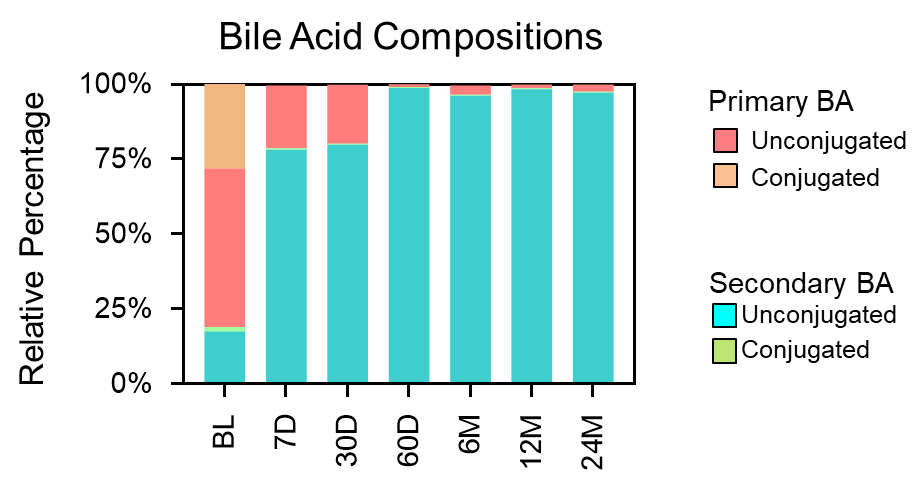 Bile Acid Compositions
Relative Percentage
100%
75%
50%
25%
0%
BL
7D
30D
60D
6M
12M
24M
Primary BA
Unconjugated
Conjugated
Secondary BA
Unconjugated
Conjugated